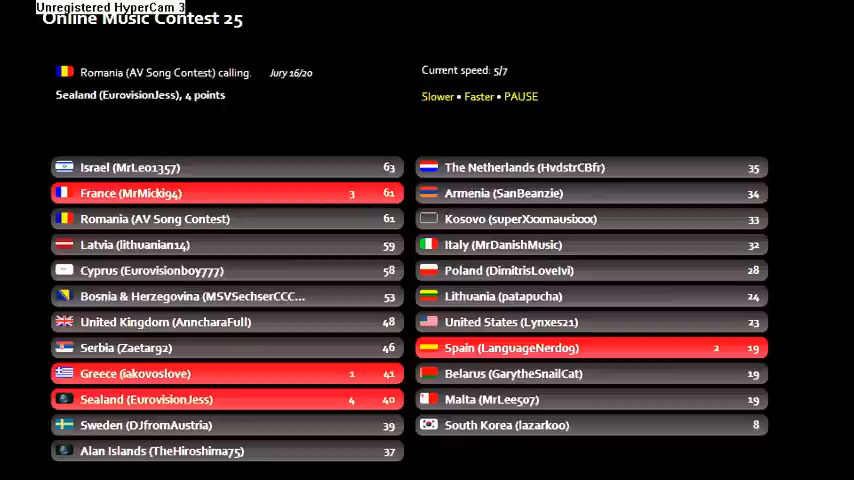 Unregistered HyperCam 3
Online Music Contest 25
Romania (AV Song Contest) calling. Jury 16/20
Sealand (EurovisionJess), 4 points
Current speed: 5/7
Slower • Faster • PAUSE
Israel (MrLeo1357) 63
France (MrMicki94) 3 61
Romania (AV Song Contest) 61
Latvia (lithuanian14) 59
Cyprus (Eurovisionboy777) 58
Bosnia & Herzegovina (MSVSechserCCC... 53
United Kingdom (AnncharaFull) 48
Serbia (Zaetar92) 46
Greece (iakovoslove) 1 41
Sealand (EurovisionJess) 4 40
Sweden (DJfromAustria) 39
Alan Islands (TheHiroshima75) 37
The Netherlands (HvdstrCBfr) 35
Armenia (SanBeanzie) 34
Kosovo (superXxxmausixxx) 33
Italy (MrDanishMusic) 32
Poland (DimitrisLoveIvi) 28
Lithuania (patapucha) 24
United States (Lynxes21) 23
Spain (LanguageNerd09) 2 19
Belarus (GarytheSnailCat) 19
Malta (MrLee507) 19
South Korea (lazarkoo) 8